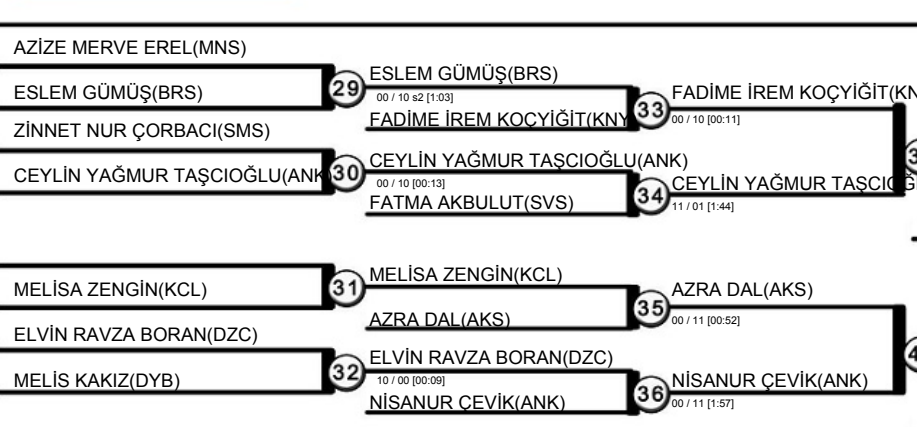 AZİZE MERVE EREL(MNS)
ESLEM GÜMÜŞ(BRS)
ZİNNET NUR ÇORBACI(SMS)
CEYLİN YAĞMUR TAŞCIOĞLU(ANK)
MELİSA ZENGİN(KCL)
ELVİN RAVZA BORAN(DZC)
MELİS KAKIZ(DYB)
29
30
31
32
ESLEM GÜMÜŞ(BRS)
00 / 10 s2 [1:03]
FADİME İREM KOÇYİĞİT(KNY
CEYLİN YAĞMUR TAŞCIOĞLU(ANK)
00 / 10 [00:13]
FATMA AKBULUT(SVS)
MELİSA ZENGİN(KCL)
AZRA DAL(AKS)
ELVİN RAVZA BORAN(DZC)
10 / 00 [00:09]
NİSANUR ÇEVİK(ANK)
33
34
35
36
FADİME İREM KOÇYİĞİT(KN
00 / 10 [00:11]
CEYLİN YAĞMUR TAŞCIOĞ
11 / 01 [1:44]
AZRA DAL(AKS)
00 / 11 [00:52]
NİSANUR ÇEVİK(ANK)
00 / 11 [1:57]